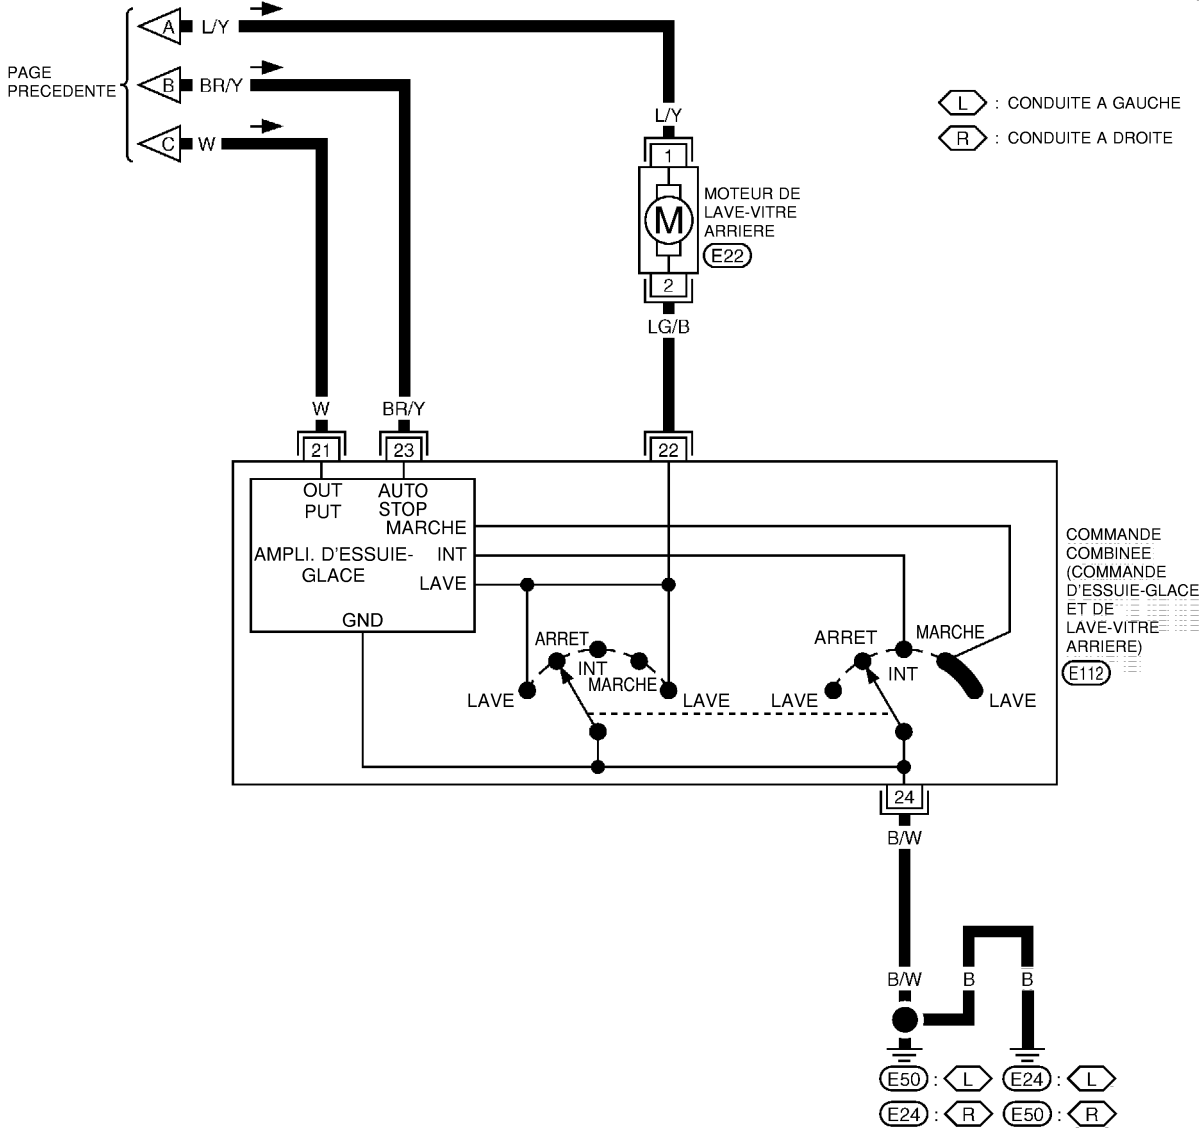 A L/Y
PAGE
PRECEDENTE
B BR/Y
C W
L : CONDUITE A GAUCHE
R : CONDUITE A DROITE
L/Y
1
M
MOTEUR DE
LAVE-VITRE
ARRIERE
E22
2
LG/B
W BR/Y
21 23 22
OUT
PUT
AUTO
STOP
MARCHE
AMPLI. D'ESSUIE-
GLACE
INT
LAVE
GND
COMMANDE
COMBINEE
(COMMANDE
D'ESSUIE-GLACE
ET DE
LAVE-VITRE
ARRIERE)
E112
ARRET
INT
MARCHE
LAVE LAVE
ARRET MARCHE
INT
LAVE LAVE
24
B/W
B/W B B
E50 : L E24 : L
E24 : R E50 : R